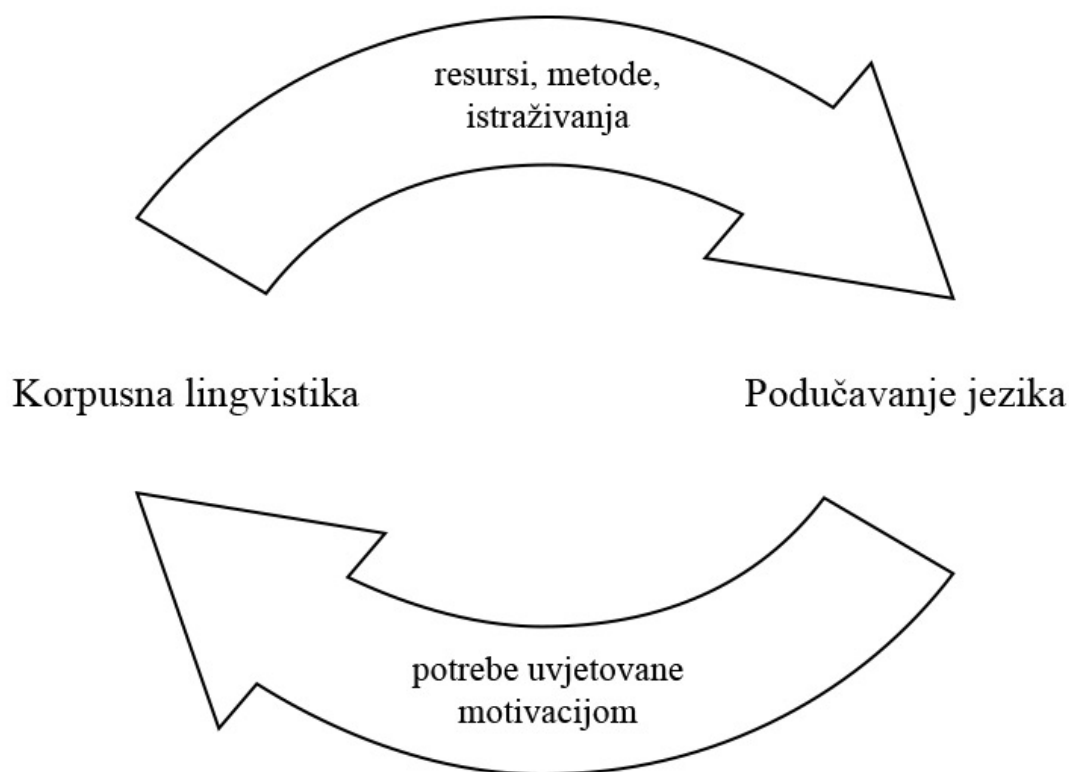 resursi, metode,
istraživanja
Korpusna lingvistika
Podučavanje jezika
potrebe uvjetovane
motivacijom